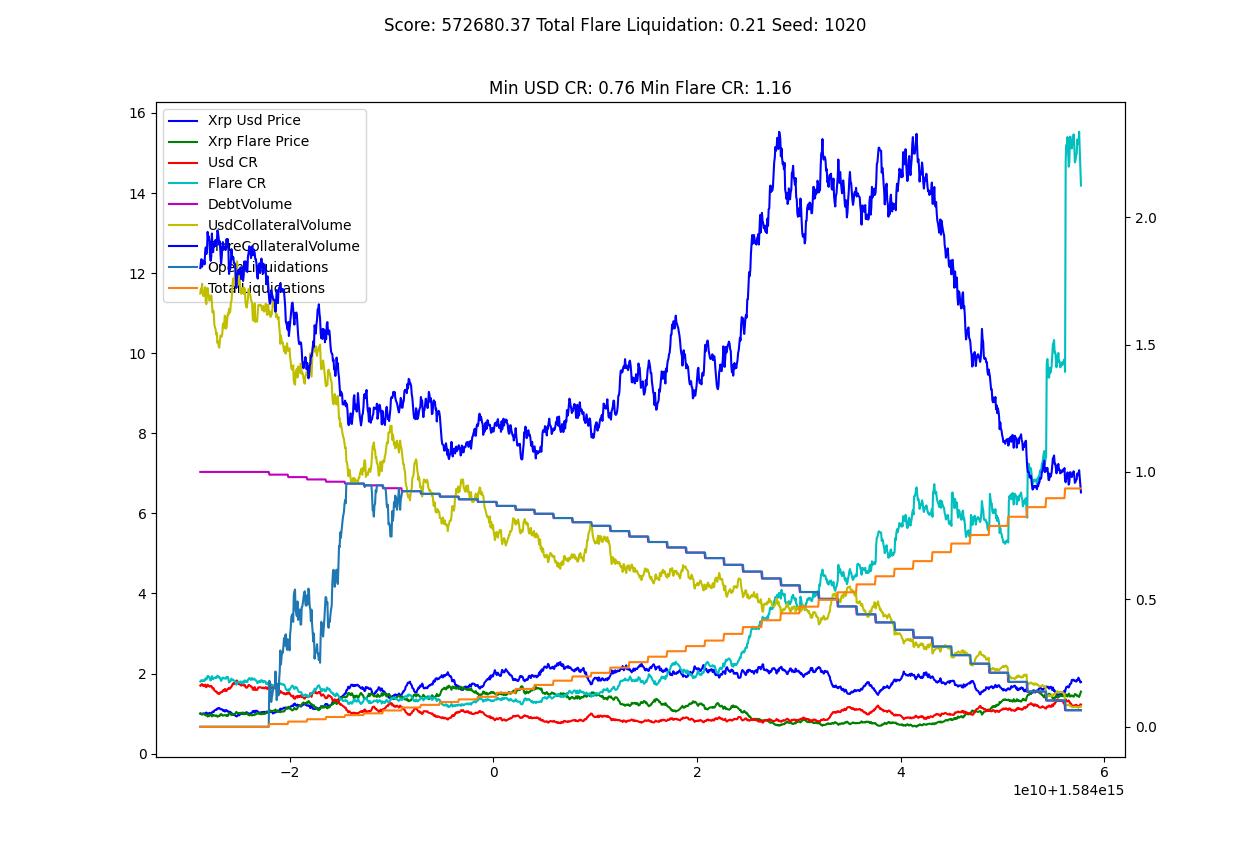 Score: 572680.37 Total Flare Liquidation: 0.21 Seed: 1020
Min USD CR: 0.76 Min Flare CR: 1.16
Xrp Usd Price
Xrp Flare Price
Usd CR
Flare CR
DebtVolume
UsdCollateralVolume
FlareCollateralVolume
OpenLiquidations
TotalLiquidations
16
14
12
10
8
6
4
2
0
2.0
1.5
1.0
0.5
0.0
−2
0
2
4
6
1e10+1.584e15